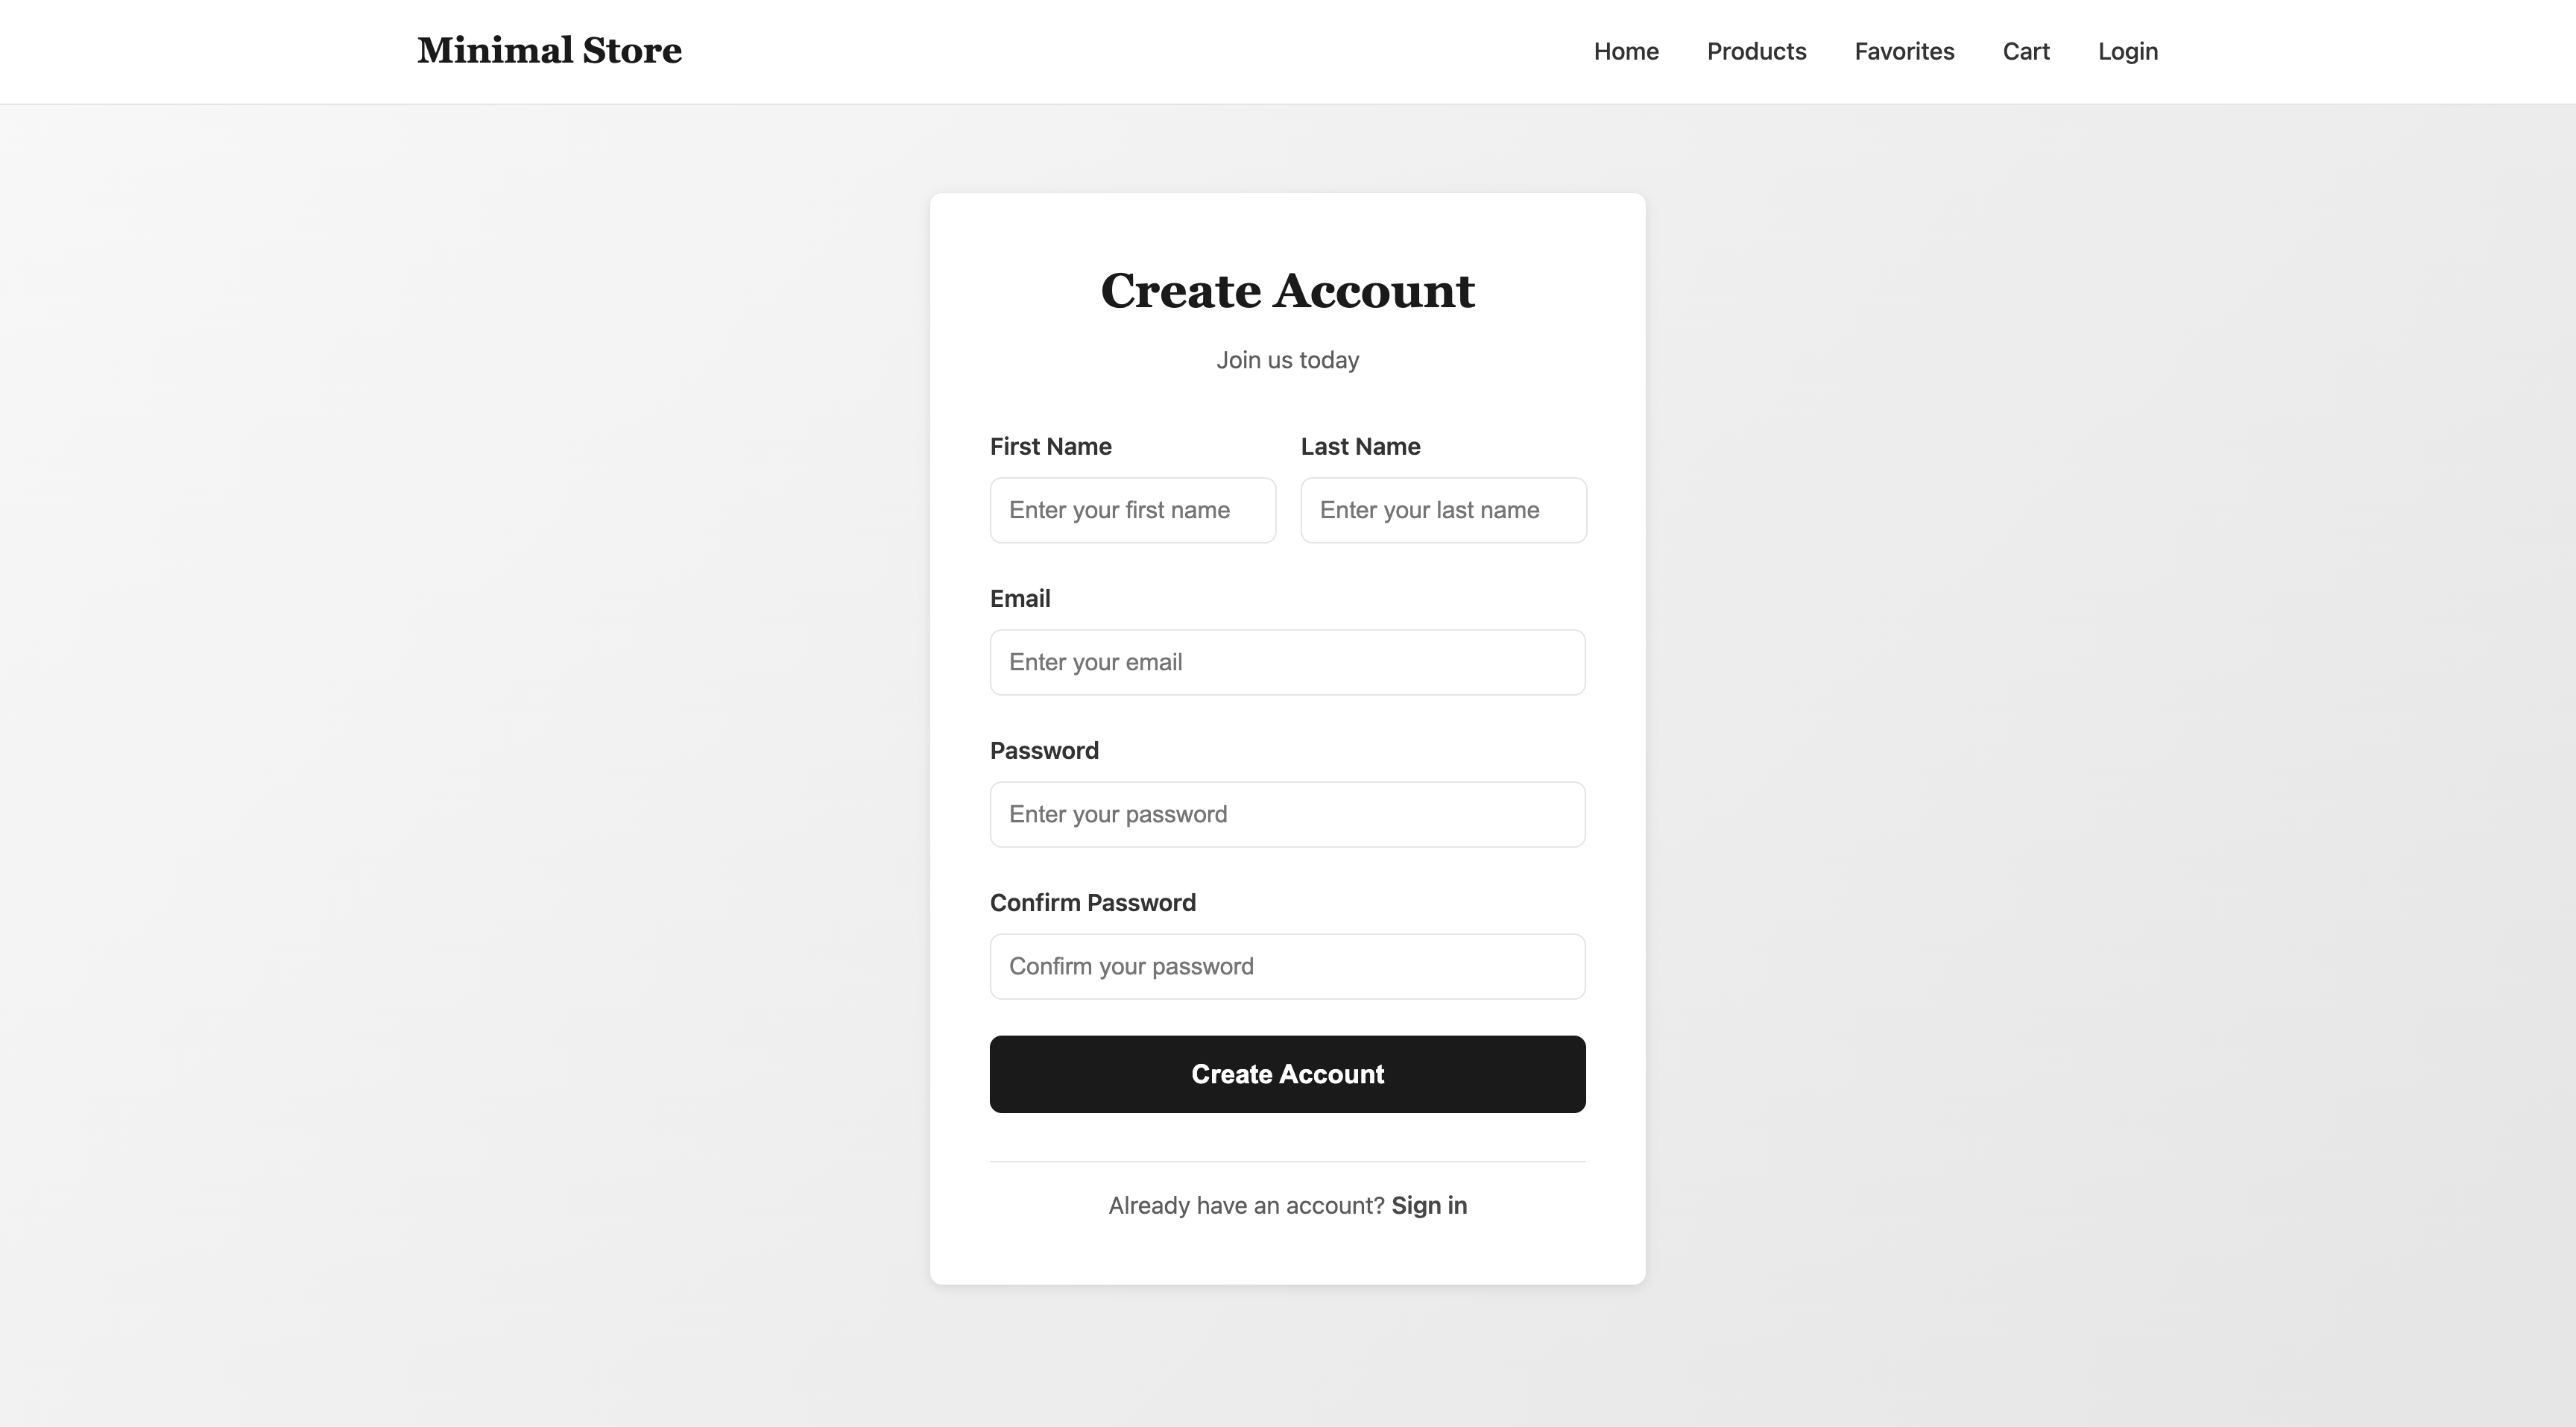 Minimal Store Home Products Favorites Cart Login
Create Account
Join us today
First Name Last Name
Enter your first name Enter your last name
Email
Enter your email
Password
Enter your password
Confirm Password
Confirm your password
Create Account
Already have an account? Sign in